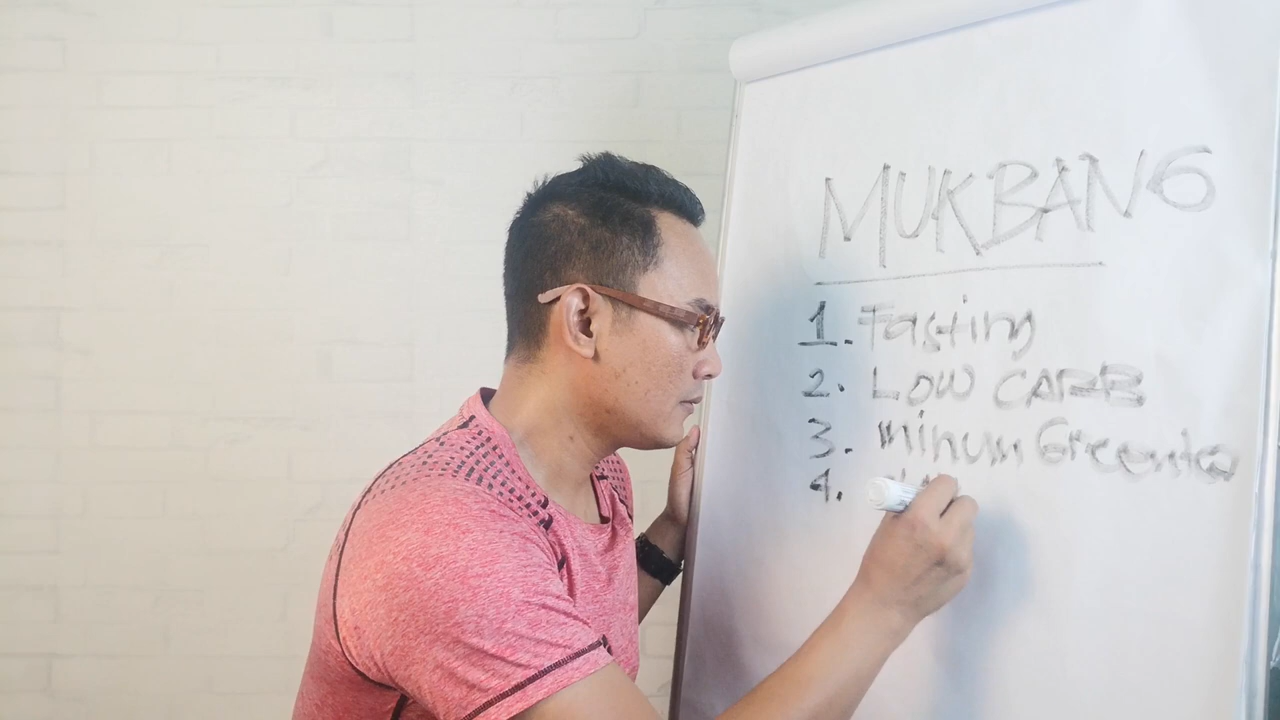 MUKBANG
1. Fasting
2. LOW CARB
3. minum Greentea
4.